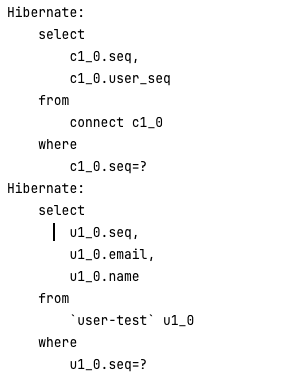 Hibernate:
    select
        c1_0.seq,
        c1_0.user_seq
    from
        connect c1_0
    where
        c1_0.seq=?
Hibernate:
    select
        u1_0.seq,
        u1_0.email,
        u1_0.name
    from
        `user-test` u1_0
    where
        u1_0.seq=?